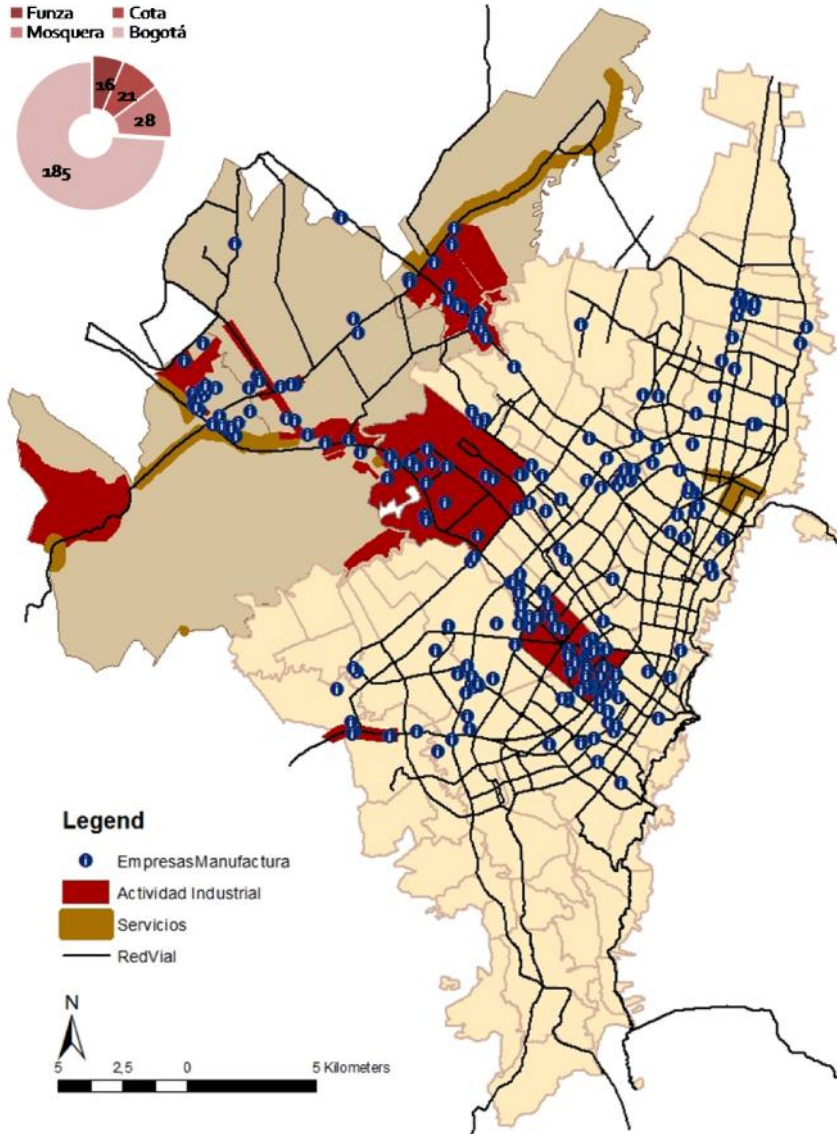 Funza Cota
Mosquera Bogotá
16
21
28
185
Legend
EmpresasManufactura
Actividad Industrial
Servicios
RedVial
N
5 2,5 0 5 Kilometers